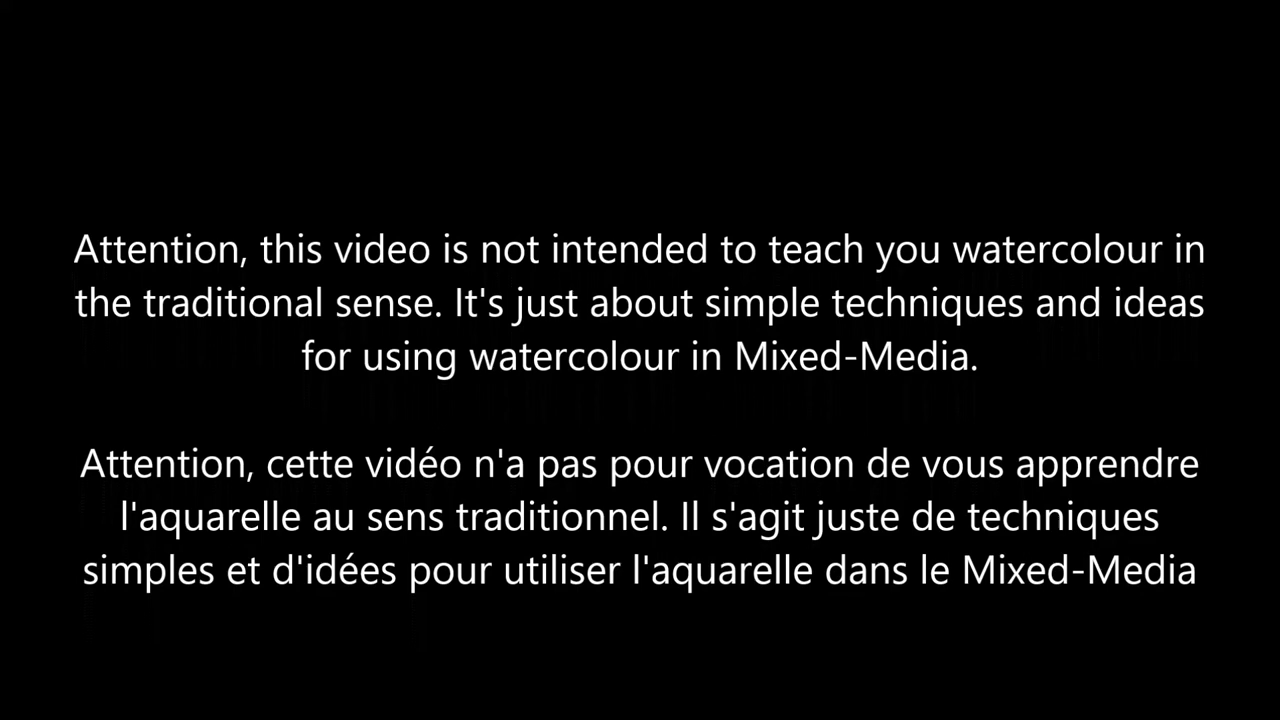 Attention, this video is not intended to teach you watercolour in
the traditional sense. It's just about simple techniques and ideas
for using watercolour in Mixed-Media.
Attention, cette vidéo n'a pas pour vocation de vous apprendre
l'aquarelle au sens traditionnel. Il s'agit juste de techniques
simples et d'idées pour utiliser l'aquarelle dans le Mixed-Media